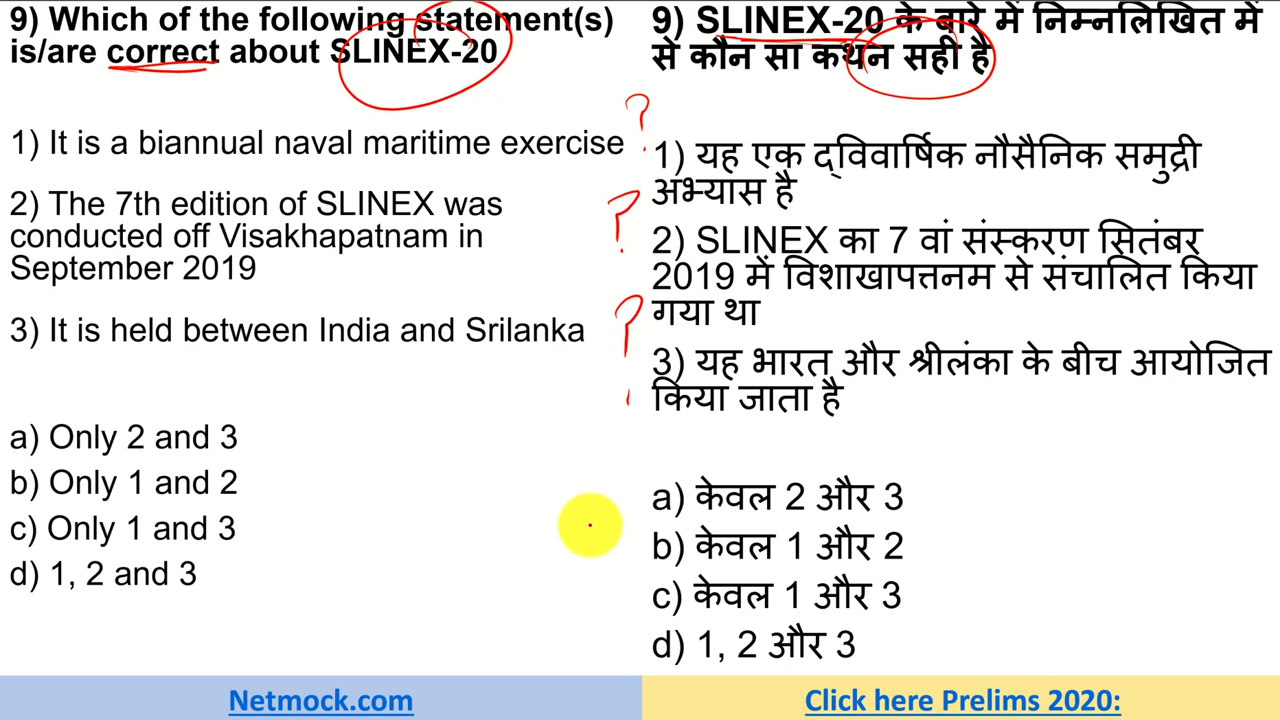 9) Which of the following statement(s)
is/are correct about SLINEX-20
1) It is a biannual naval maritime exercise
2) The 7th edition of SLINEX was
conducted off Visakhapatnam in
September 2019
3) It is held between India and Srilanka
a) Only 2 and 3
b) Only 1 and 2
c) Only 1 and 3
d) 1, 2 and 3
9) SLINEX-20 के बारे में निम्नलिखित में
से कौन सा कथन सही है
1) यह एक द्विवार्षिक नौसैनिक समुद्री
अभ्यास है
2) SLINEX का 7 वां संस्करण सितंबर
2019 में विशाखापत्तनम से संचालित किया
गया था
3) यह भारत और श्रीलंका के बीच आयोजित
किया जाता है
a) केवल 2 और 3
b) केवल 1 और 2
c) केवल 1 और 3
d) 1, 2 और 3
?
?
?
Netmock.com
Click here Prelims 2020: